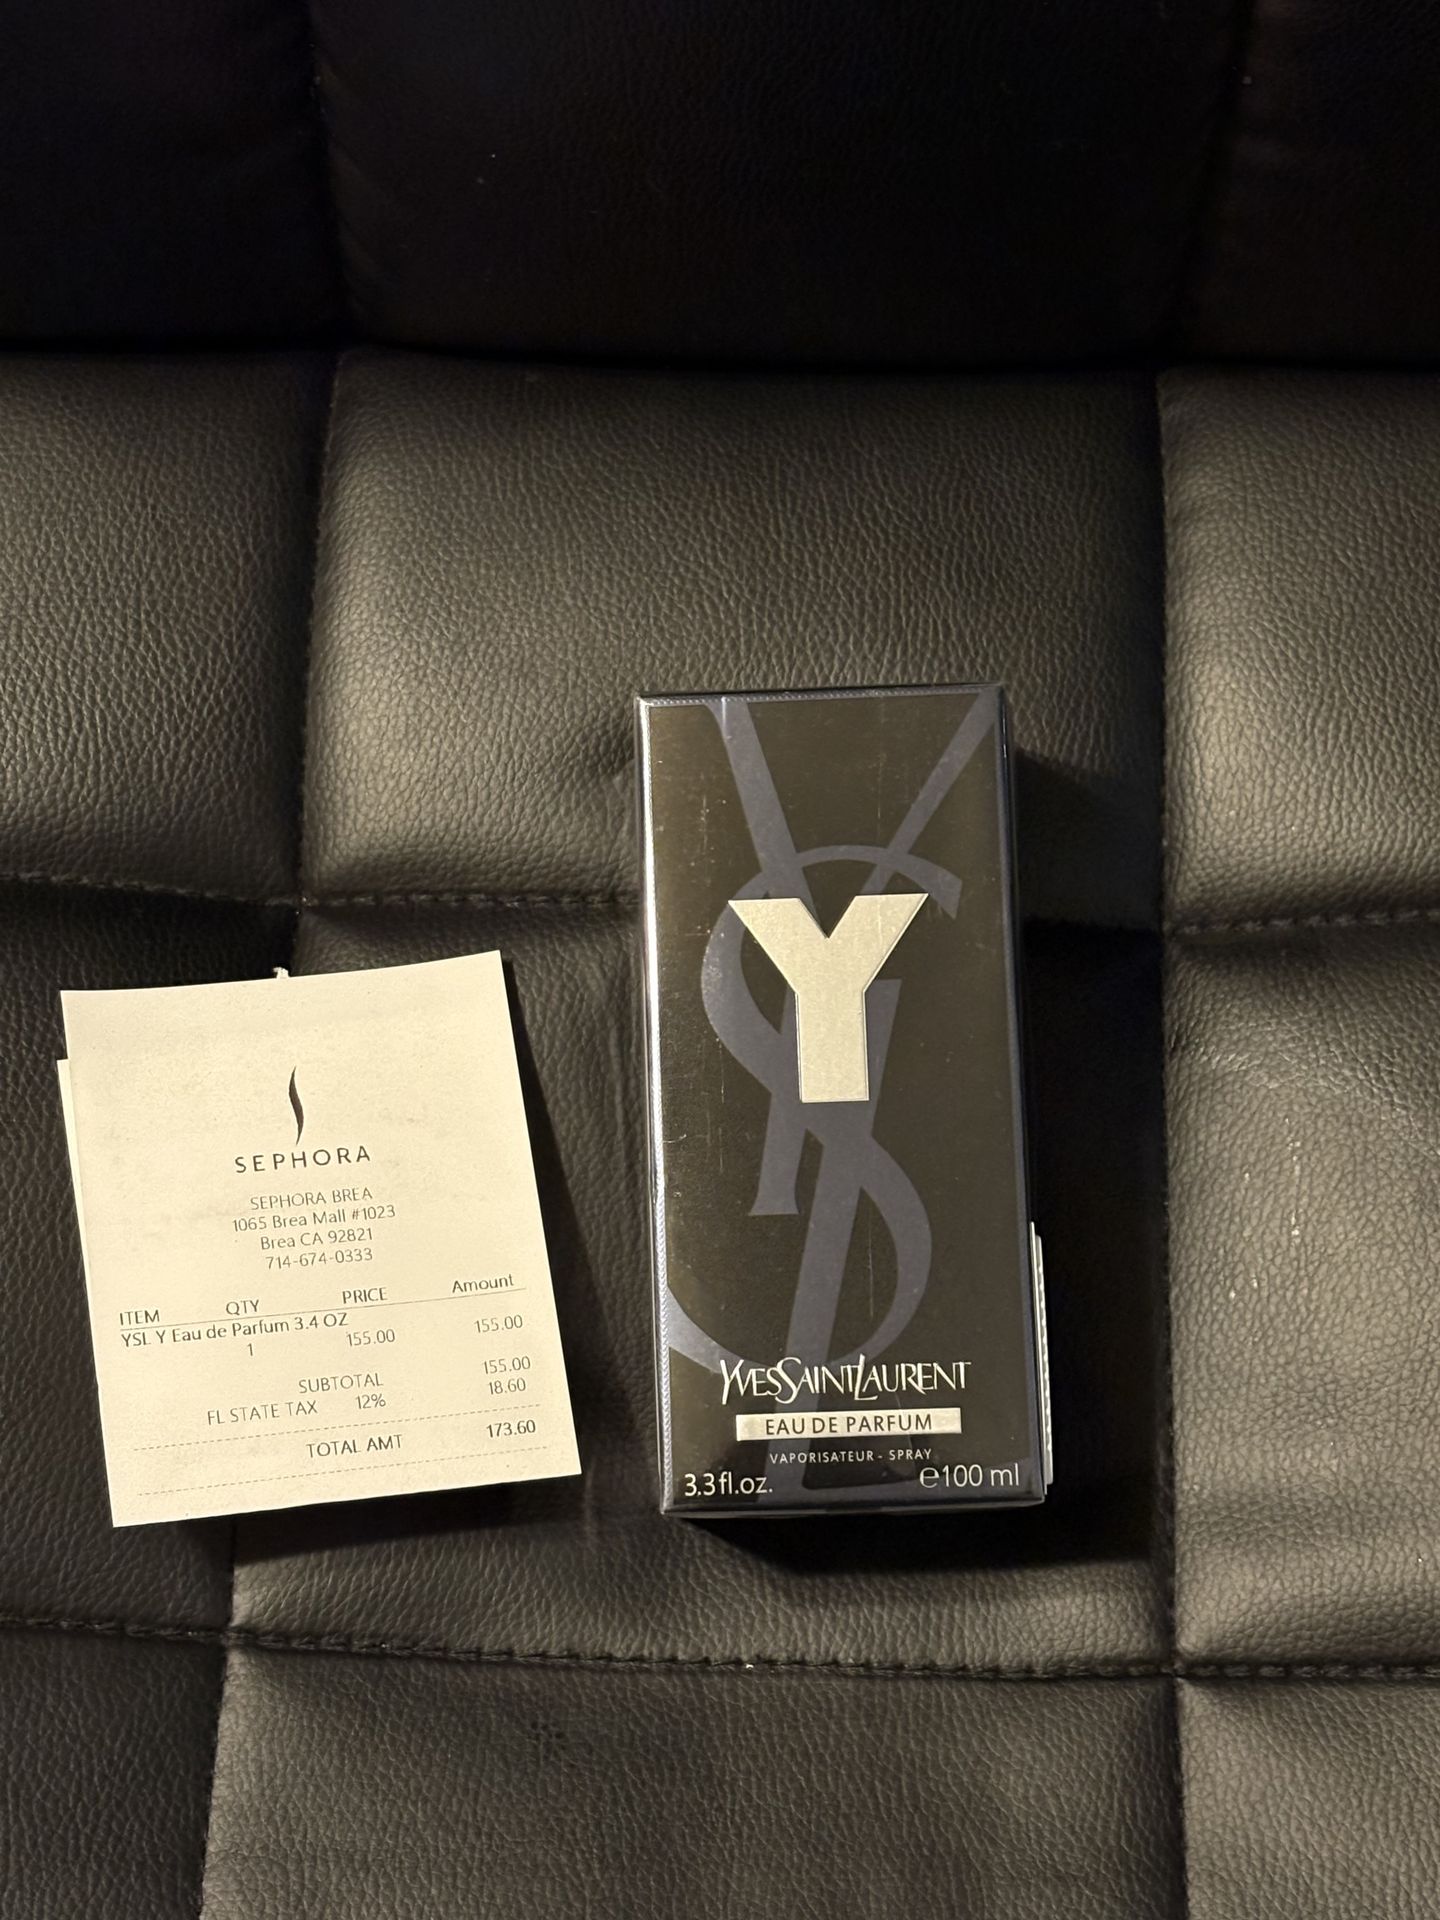 SEPHORA
SEPHORA BREA
1065 Brea Mall #1023
Brea CA 92821
714-674-0333
ITEM QTY PRICE Amount
YSL Y Eau de Parfum 3.4 OZ
1 155.00 155.00
SUBTOTAL 155.00
FL STATE TAX 12% 18.60
TOTAL AMT 173.60
YSL
Y
YVESSAINTLAURENT
EAU DE PARFUM
VAPORISATEUR - SPRAY
3.3fl.oz. ℮100 ml